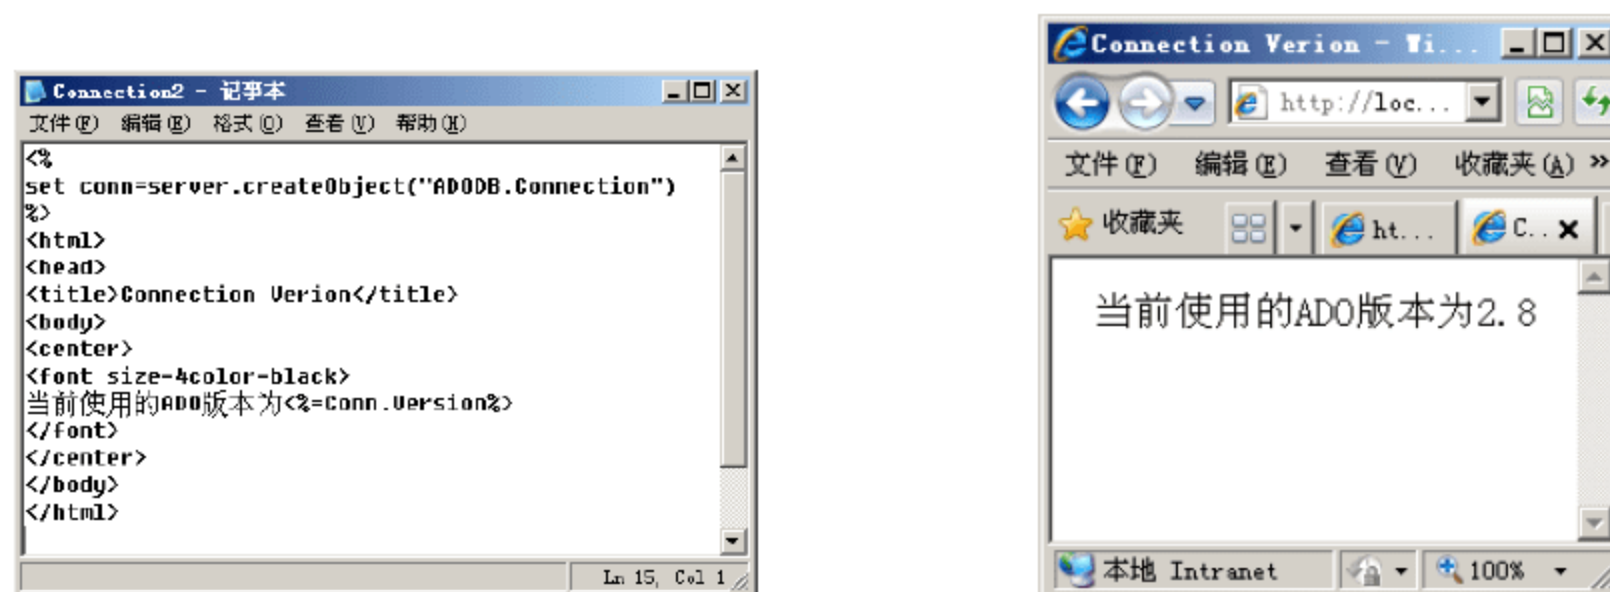 Connection2 - 记事本
文件(F) 编辑(E) 格式(O) 查看(V) 帮助(H)
<%
set conn=server.createObject("ADODB.Connection")
%>
<html>
<head>
<title>Connection Verion</title>
<body>
<center>
<font size-4color-black>
当前使用的ADO版本为<%=Conn.Version%>
</font>
</center>
</body>
</html>
Ln 15, Col 1
Connection Verion - Wi...
http://loc...
文件(F) 编辑(E) 查看(V) 收藏夹(A) »
收藏夹 ht... C..
当前使用的ADO版本为2.8
本地 Intranet 100%